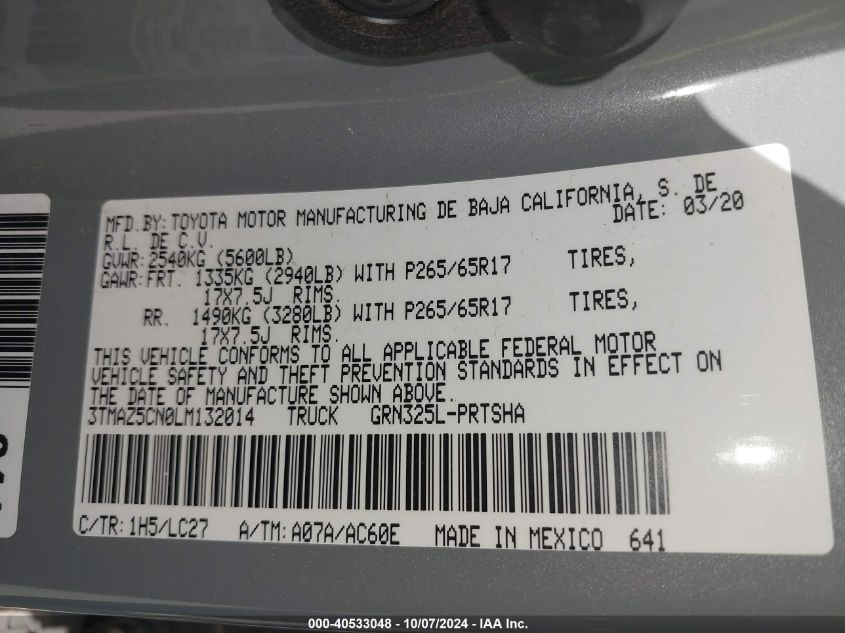 MFD.BY: TOYOTA MOTOR MANUFACTURING DE BAJA CALIFORNIA, S. DE
R.L. DE C.V. DATE: 03/20
GVWR: 2540KG (5600LB)
GAWR: FRT. 1335KG (2940LB) WITH P265/65R17 TIRES,
17X7.5J RIMS.
RR. 1490KG (3280LB) WITH P265/65R17 TIRES,
17X7.5J RIMS.
THIS VEHICLE CONFORMS TO ALL APPLICABLE FEDERAL MOTOR
VEHICLE SAFETY AND THEFT PREVENTION STANDARDS IN EFFECT ON
THE DATE OF MANUFACTURE SHOWN ABOVE.
3TMAZ5CN0LM132014 TRUCK GRN325L-PRTSHA
C/TR: 1H5/LC27 A/TM: A07A/AC60E MADE IN MEXICO 641
000-40533048 - 10/07/2024 - IAA Inc.